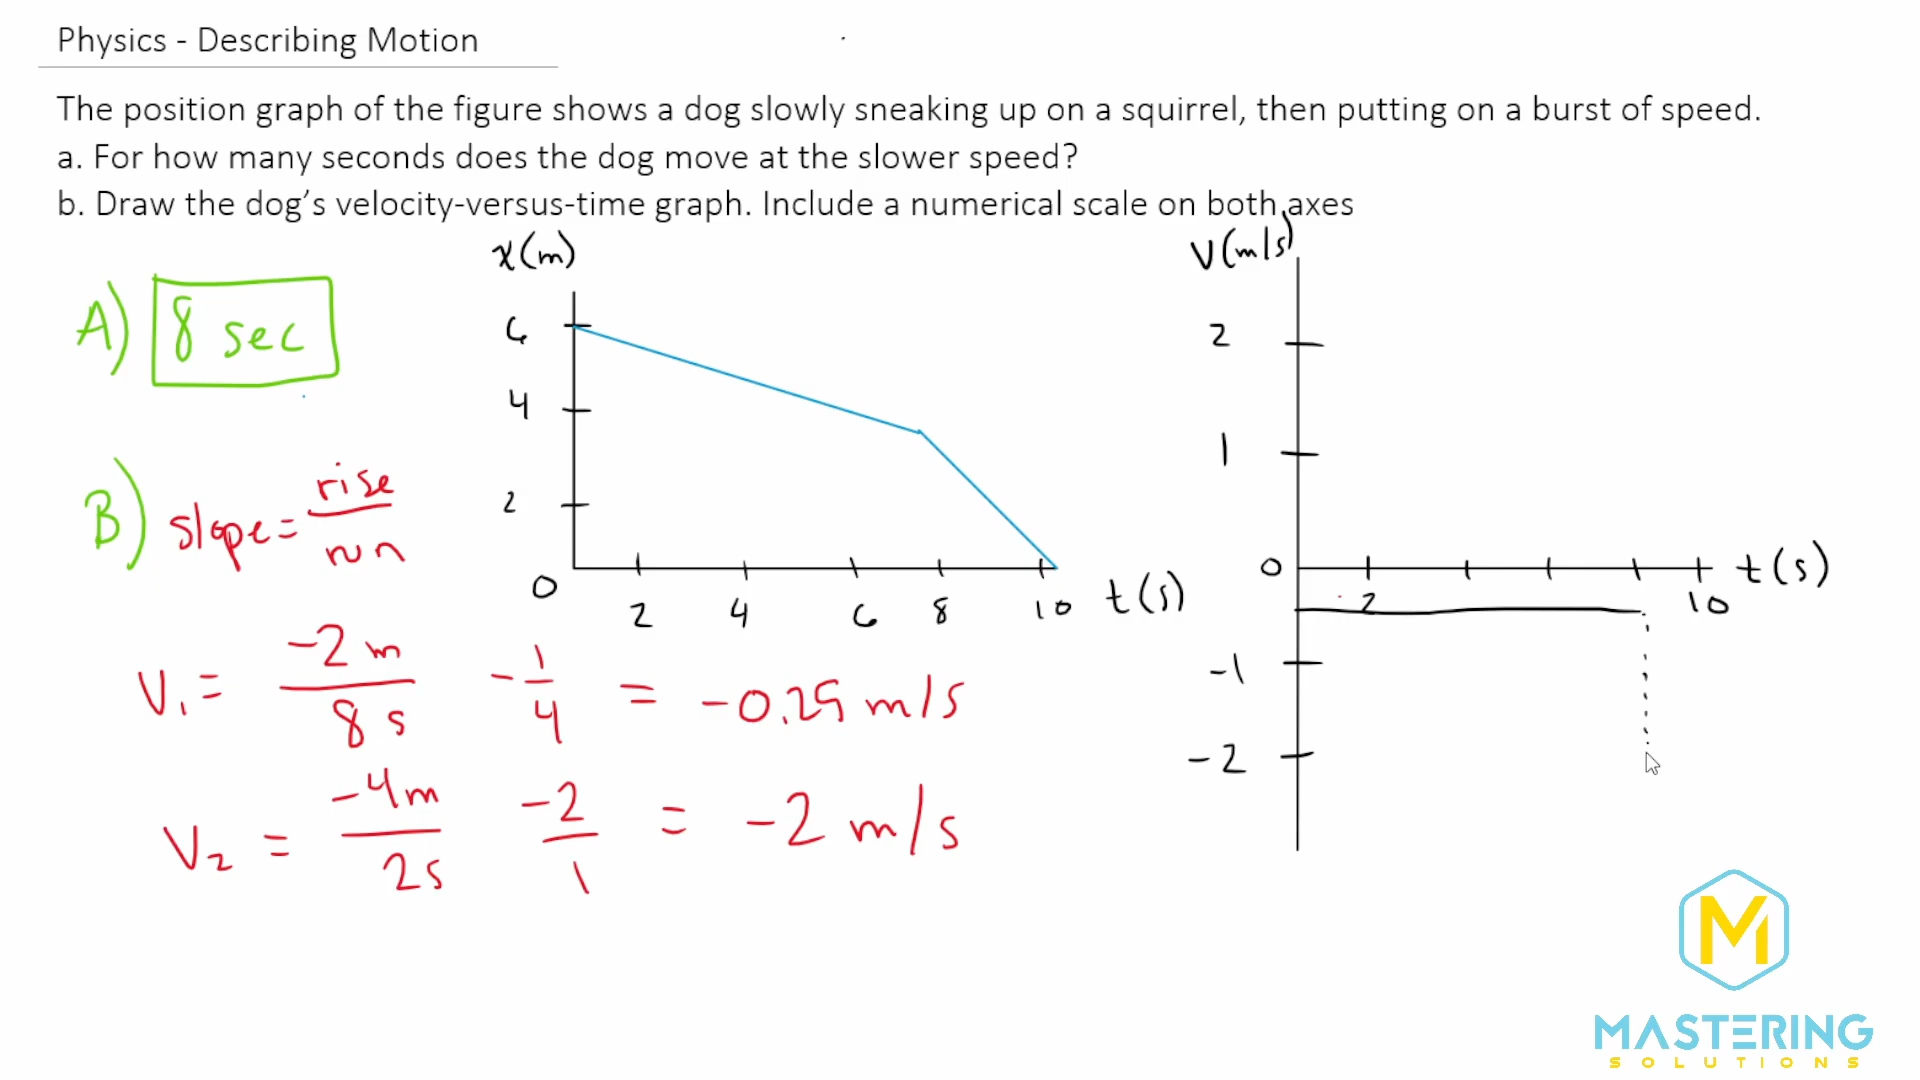 Physics - Describing Motion
The position graph of the figure shows a dog slowly sneaking up on a squirrel, then putting on a burst of speed.
a. For how many seconds does the dog move at the slower speed?
b. Draw the dog’s velocity-versus-time graph. Include a numerical scale on both axes
A) 8 sec
B) slope = rise / run
V₁ = -2 m / 8 s   - 1/4 = -0.25 m/s
V₂ = -4m / 2s   -2/1 = -2 m/s
x(m)
6
4
2
0
2 4 6 8 10 t(s)
V(m/s)
2
1
0 t(s)
2 10
-1
-2
MASTERING
SOLUTIONS